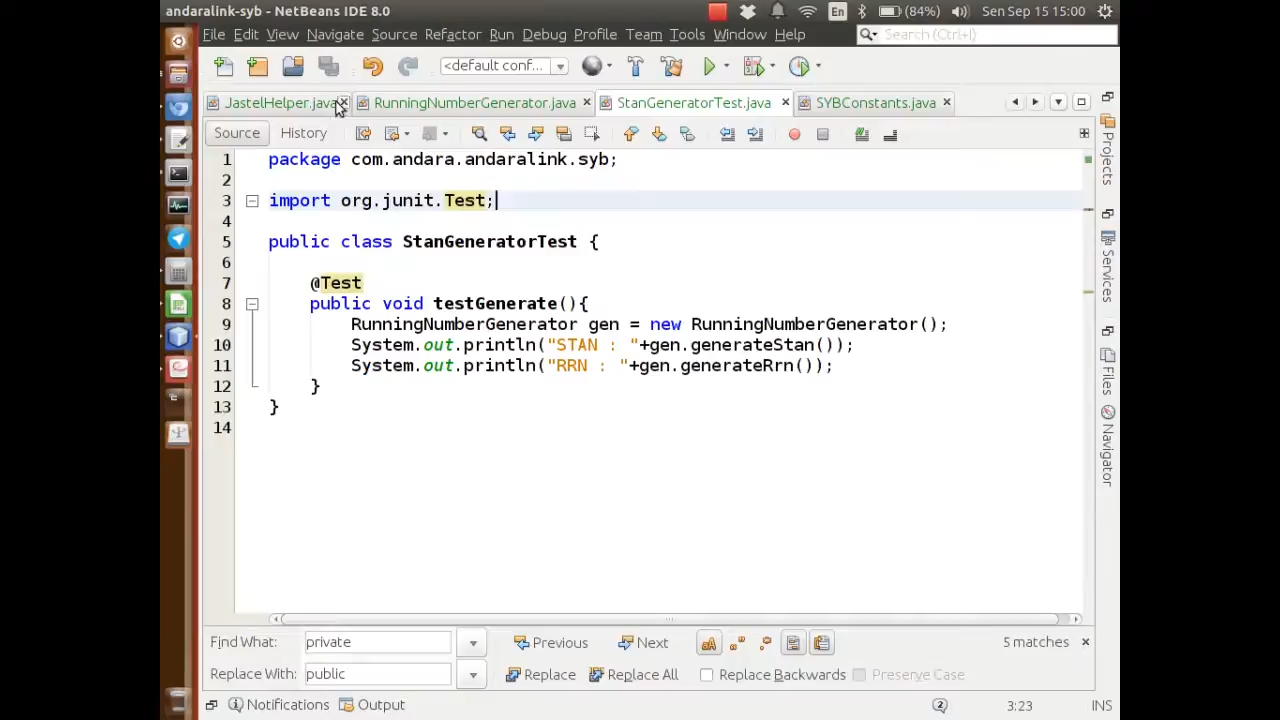 andaralink-syb - NetBeans IDE 8.0 En (84%) Sen Sep 15 15:00
File Edit View Navigate Source Refactor Run Debug Profile Team Tools Window Help Search (Ctrl+I)
<default conf...
JastelHelper.java RunningNumberGenerator.java StanGeneratorTest.java SYBConstants.java
Source History
1 package com.andara.andaralink.syb;
2
3 import org.junit.Test;
4
5 public class StanGeneratorTest {
6
7 @Test
8 public void testGenerate(){
9 RunningNumberGenerator gen = new RunningNumberGenerator();
10 System.out.println("STAN : "+gen.generateStan());
11 System.out.println("RRN : "+gen.generateRrn());
12 }
13 }
14
Projects
Services
Files
Navigator
Find What: private Previous Next 5 matches
Replace With: public Replace Replace All Replace Backwards Preserve Case
Notifications Output 2 3:23 INS